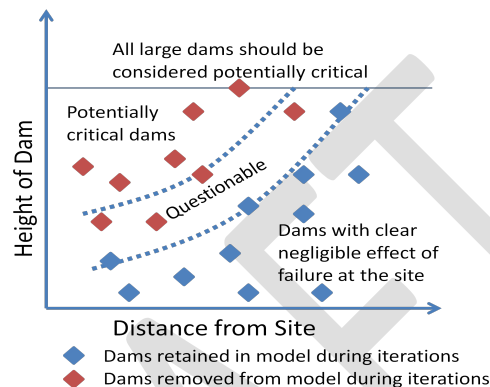 All large dams should be
considered potentially critical
Potentially
critical dams
Questionable
Dams with clear
negligible effect of
failure at the site
Height of Dam
Distance from Site
Dams retained in model during iterations
Dams removed from model during iterations